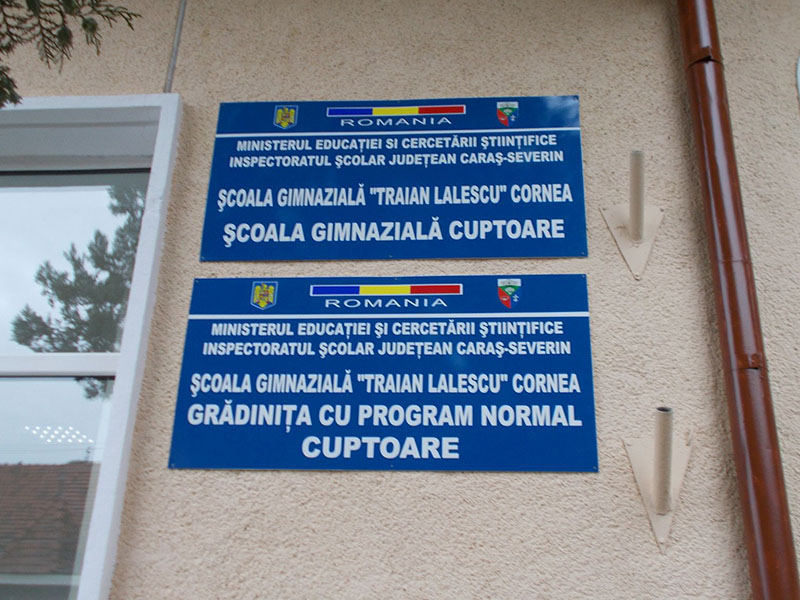 ROMANIA
MINISTERUL EDUCAȚIEI SI CERCETĂRII ȘTIINȚIFICE
INSPECTORATUL ȘCOLAR JUDEȚEAN CARAȘ-SEVERIN
ȘCOALA GIMNAZIALĂ "TRAIAN LALESCU" CORNEA
ȘCOALA GIMNAZIALĂ CUPTOARE
ROMANIA
MINISTERUL EDUCAȚIEI ȘI CERCETĂRII ȘTIINȚIFICE
INSPECTORATUL ȘCOLAR JUDEȚEAN CARAȘ-SEVERIN
ȘCOALA GIMNAZIALĂ "TRAIAN LALESCU" CORNEA
GRĂDINIȚA CU PROGRAM NORMAL
CUPTOARE